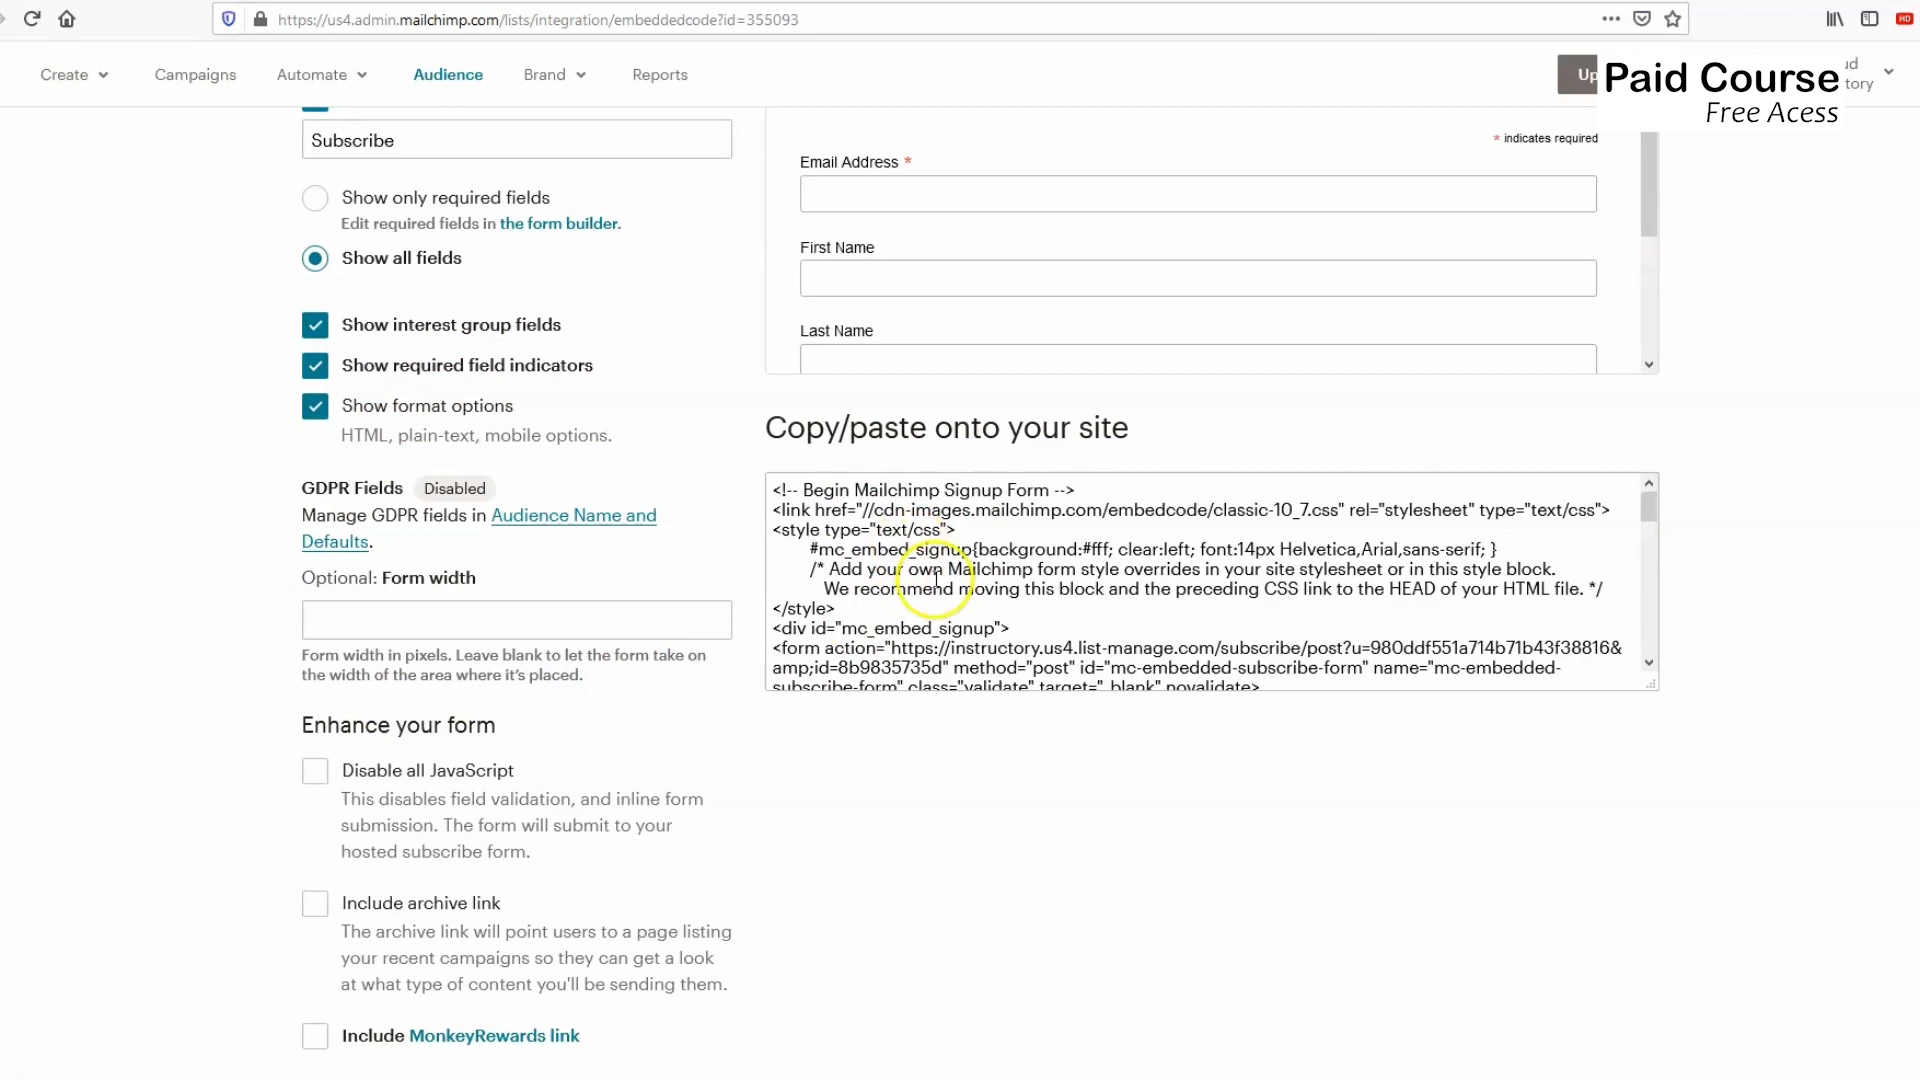 https://us4.admin.mailchimp.com/lists/integration/embeddedcode?id=355093
HD
Create
Campaigns
Automate
Audience
Brand
Reports
Up
Paid Course
Free Acess
ud
tory
Subscribe
Show only required fields
Edit required fields in the form builder.
Show all fields
Show interest group fields
Show required field indicators
Show format options
HTML, plain-text, mobile options.
GDPR Fields Disabled
Manage GDPR fields in Audience Name and
Defaults.
Optional: Form width
Form width in pixels. Leave blank to let the form take on
the width of the area where it's placed.
Enhance your form
Disable all JavaScript
This disables field validation, and inline form
submission. The form will submit to your
hosted subscribe form.
Include archive link
The archive link will point users to a page listing
your recent campaigns so they can get a look
at what type of content you'll be sending them.
Include MonkeyRewards link
* indicates required
Email Address *
First Name
Last Name
Copy/paste onto your site
<!-- Begin Mailchimp Signup Form -->
<link href="//cdn-images.mailchimp.com/embedcode/classic-10_7.css" rel="stylesheet" type="text/css">
<style type="text/css">
#mc_embed_signup{background:#fff; clear:left; font:14px Helvetica,Arial,sans-serif; }
/* Add your own Mailchimp form style overrides in your site stylesheet or in this style block.
We recommend moving this block and the preceding CSS link to the HEAD of your HTML file. */
</style>
<div id="mc_embed_signup">
<form action="https://instructory.us4.list-manage.com/subscribe/post?u=980ddf551a714b71b43f38816&
amp;id=8b9835735d" method="post" id="mc-embedded-subscribe-form" name="mc-embedded-
subscribe-form" class="validate" target="_blank" novalidate>